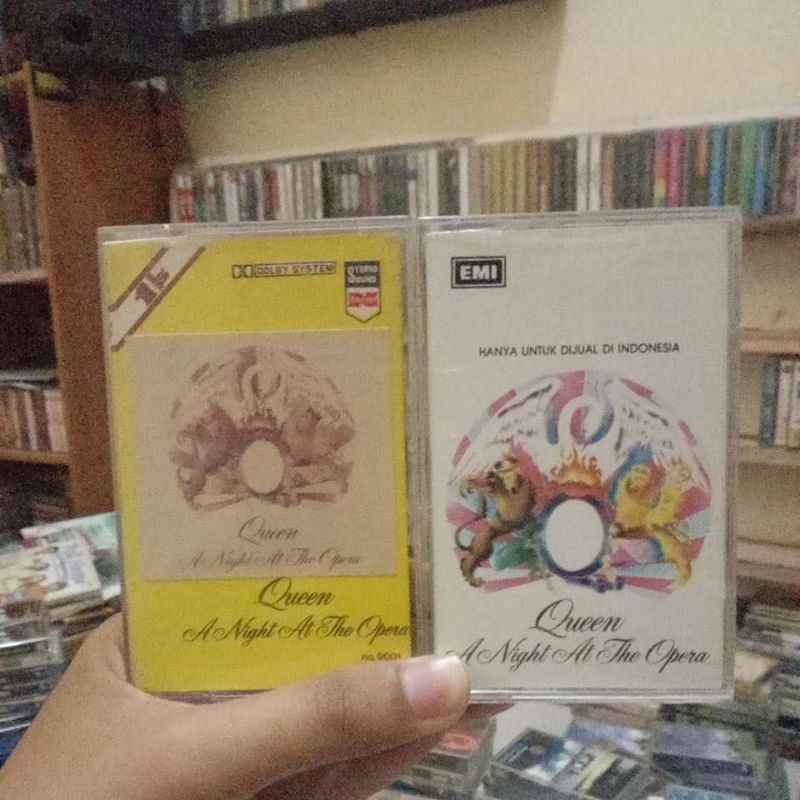 DOLBY SYSTEM
STEREO
SOUND
Queen
A Night At The Opera
Queen
A Night At The Opera
no. 9001
EMI
HANYA UNTUK DIJUAL DI INDONESIA
Queen
A Night At The Opera